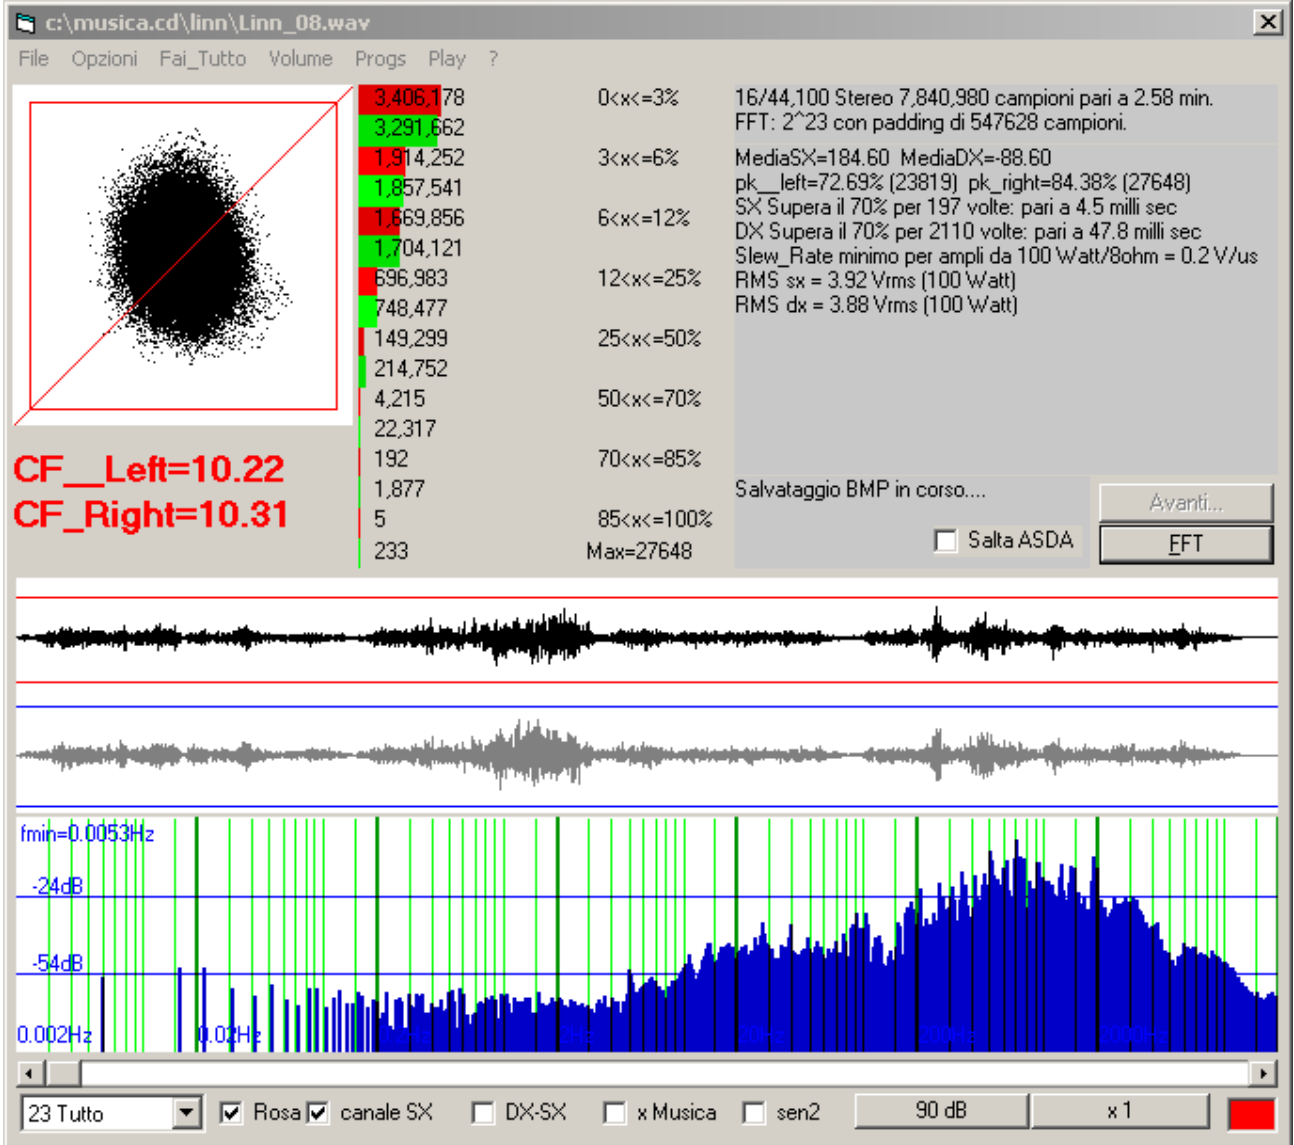 c:\musica.cd\linn\Linn_08.wav
File Opzioni Fai_Tutto Volume Progs Play ?
3,406,178 0<x<=3%
3,291,662
1,914,252 3<x<=6%
1,857,541
1,669,856 6<x<=12%
1,704,121
696,983 12<x<=25%
748,477
149,299 25<x<=50%
214,752
4,215 50<x<=70%
22,317
192 70<x<=85%
1,877
5 85<x<=100%
233 Max=27648
16/44,100 Stereo 7,840,980 campioni pari a 2.58 min.
FFT: 2^23 con padding di 547628 campioni.
MediaSX=184.60 MediaDX=-88.60
pk__left=72.69% (23819) pk_right=84.38% (27648)
SX Supera il 70% per 197 volte: pari a 4.5 milli sec
DX Supera il 70% per 2110 volte: pari a 47.8 milli sec
Slew_Rate minimo per ampli da 100 Watt/8ohm = 0.2 V/us
RMS sx = 3.92 Vrms (100 Watt)
RMS dx = 3.88 Vrms (100 Watt)
CF__Left=10.22
CF_Right=10.31
Salvataggio BMP in corso....
Avanti...
Salta ASDA
FFT
fmin=0.0053Hz
-24dB
-54dB
0.002Hz 0.02Hz 0.2Hz 2Hz 20Hz 200Hz 2000Hz
23 Tutto Rosa canale SX DX-SX x Musica sen2 90 dB x 1